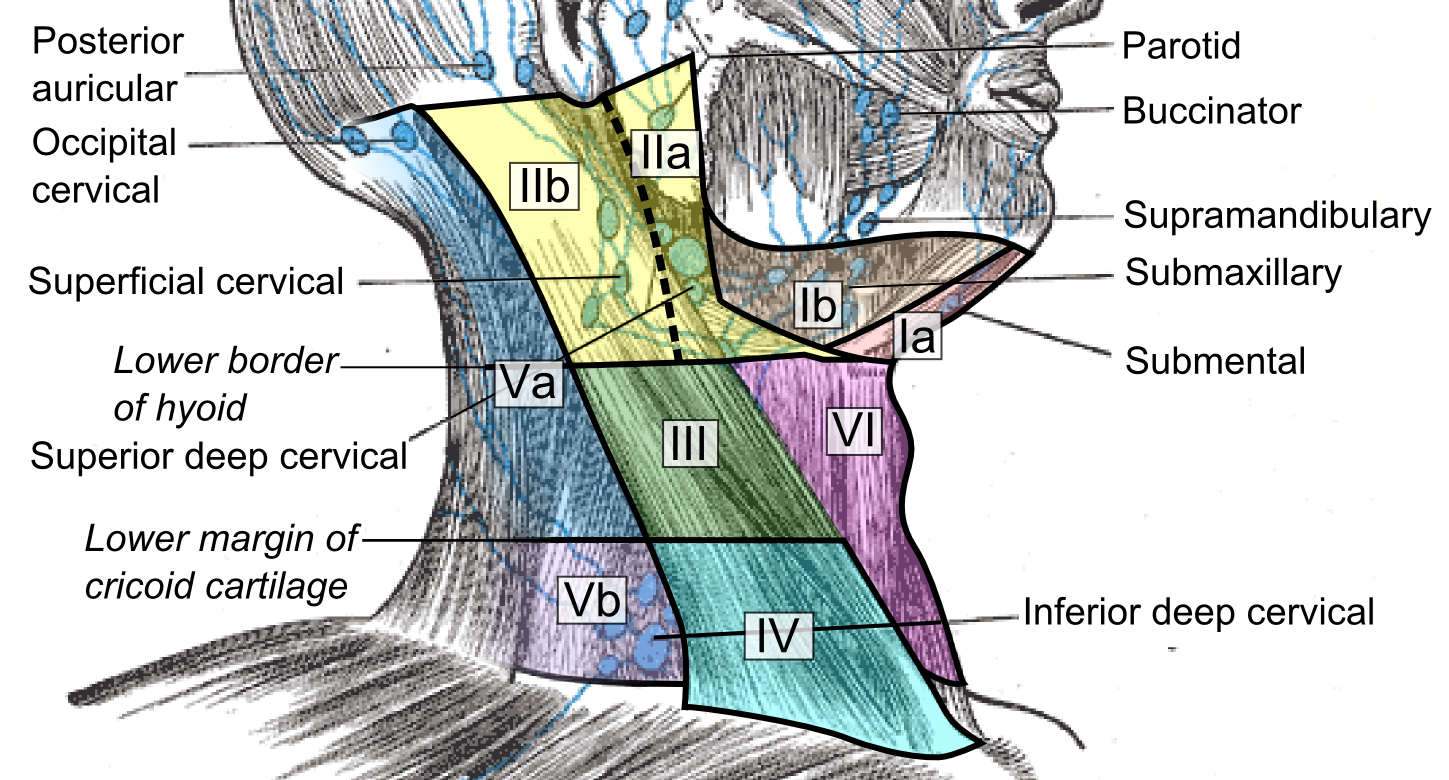 Posterior
auricular
Occipital
cervical
Superficial cervical
Lower border
of hyoid
Superior deep cervical
Lower margin of
cricoid cartilage
IIb
IIa
Ib
Ia
Va
III
VI
Vb
IV
Parotid
Buccinator
Supramandibulary
Submaxillary
Submental
Inferior deep cervical